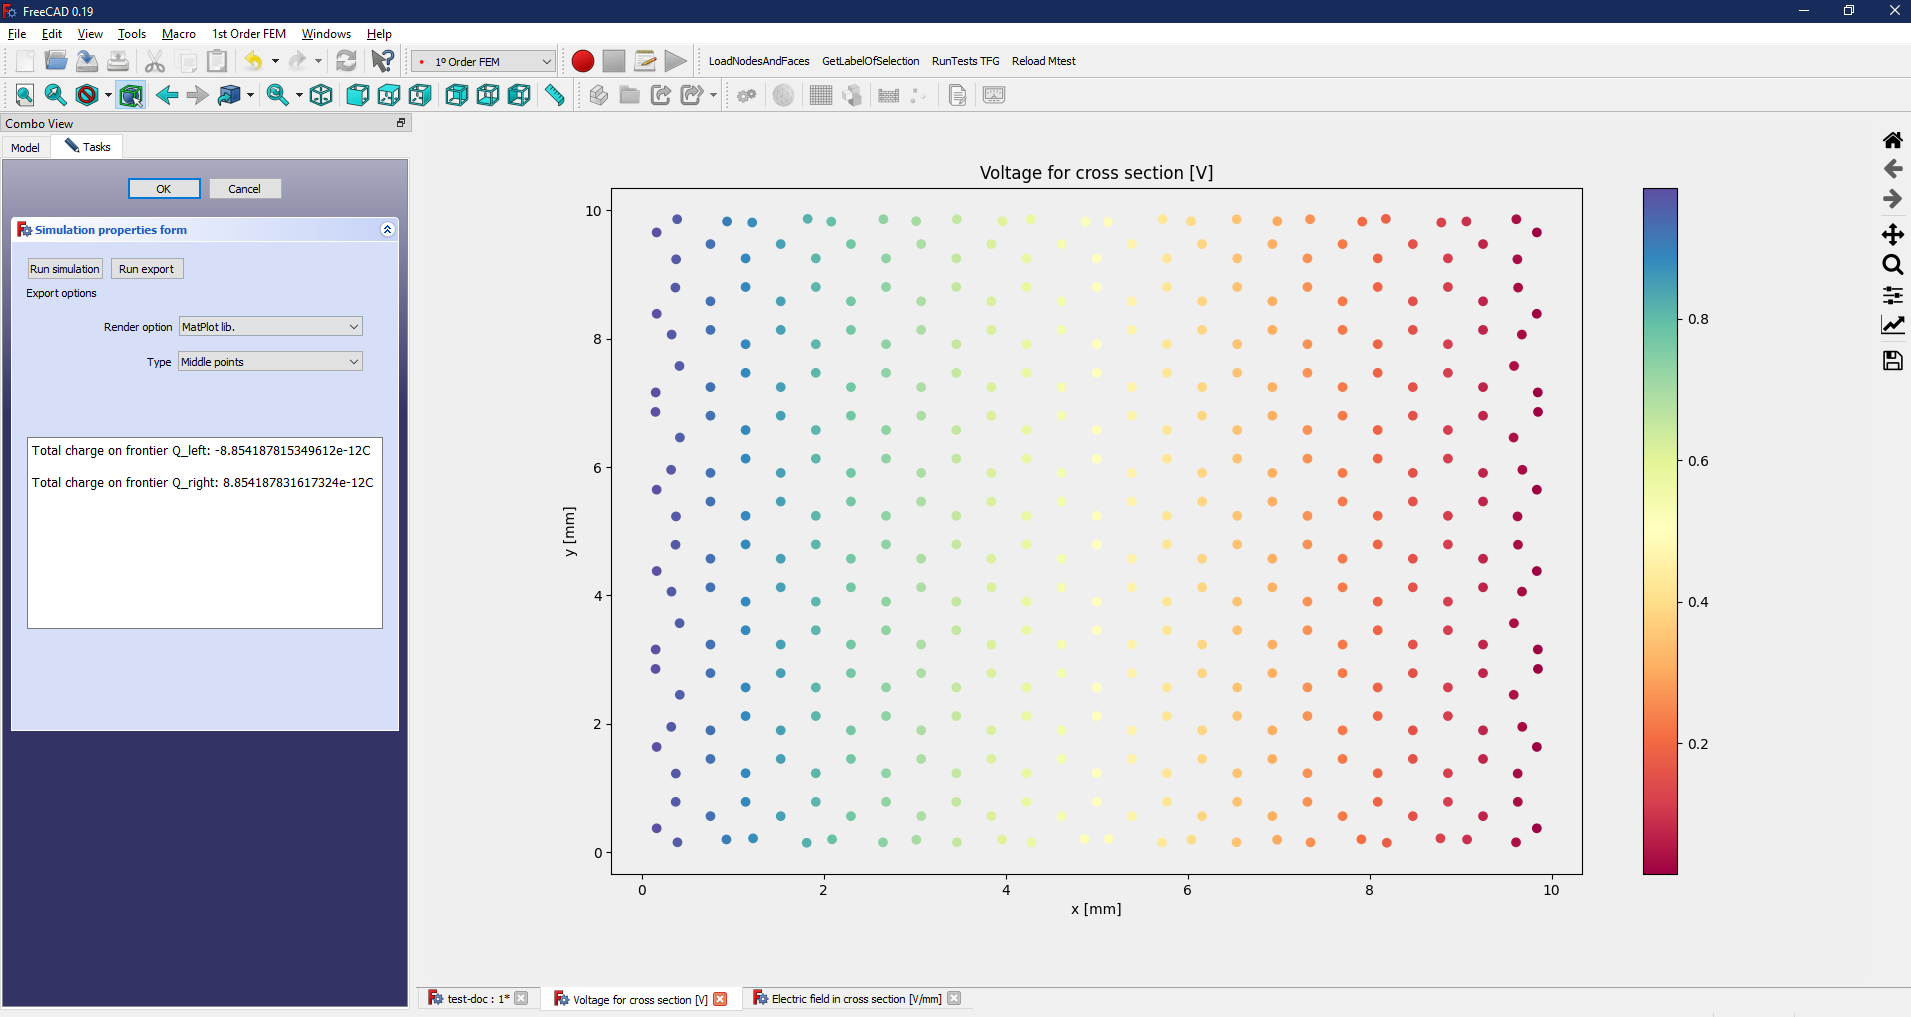 FreeCAD 0.19
File Edit View Tools Macro 1st Order FEM Windows Help
1º Order FEM
LoadNodesAndFaces GetLabelOfSelection RunTests TFG Reload Mtest
Combo View
Model Tasks
OK Cancel
Simulation properties form
Run simulation Run export
Export options
Render option MatPlot lib.
Type Middle points
Total charge on frontier Q_left: -8.854187815349612e-12C
Total charge on frontier Q_right: 8.854187831617324e-12C
Voltage for cross section [V]
10
8
6
4
2
0
y [mm]
0 2 4 6 8 10
x [mm]
0.8
0.6
0.4
0.2
test-doc : 1* Voltage for cross section [V] Electric field in cross section [V/mm]